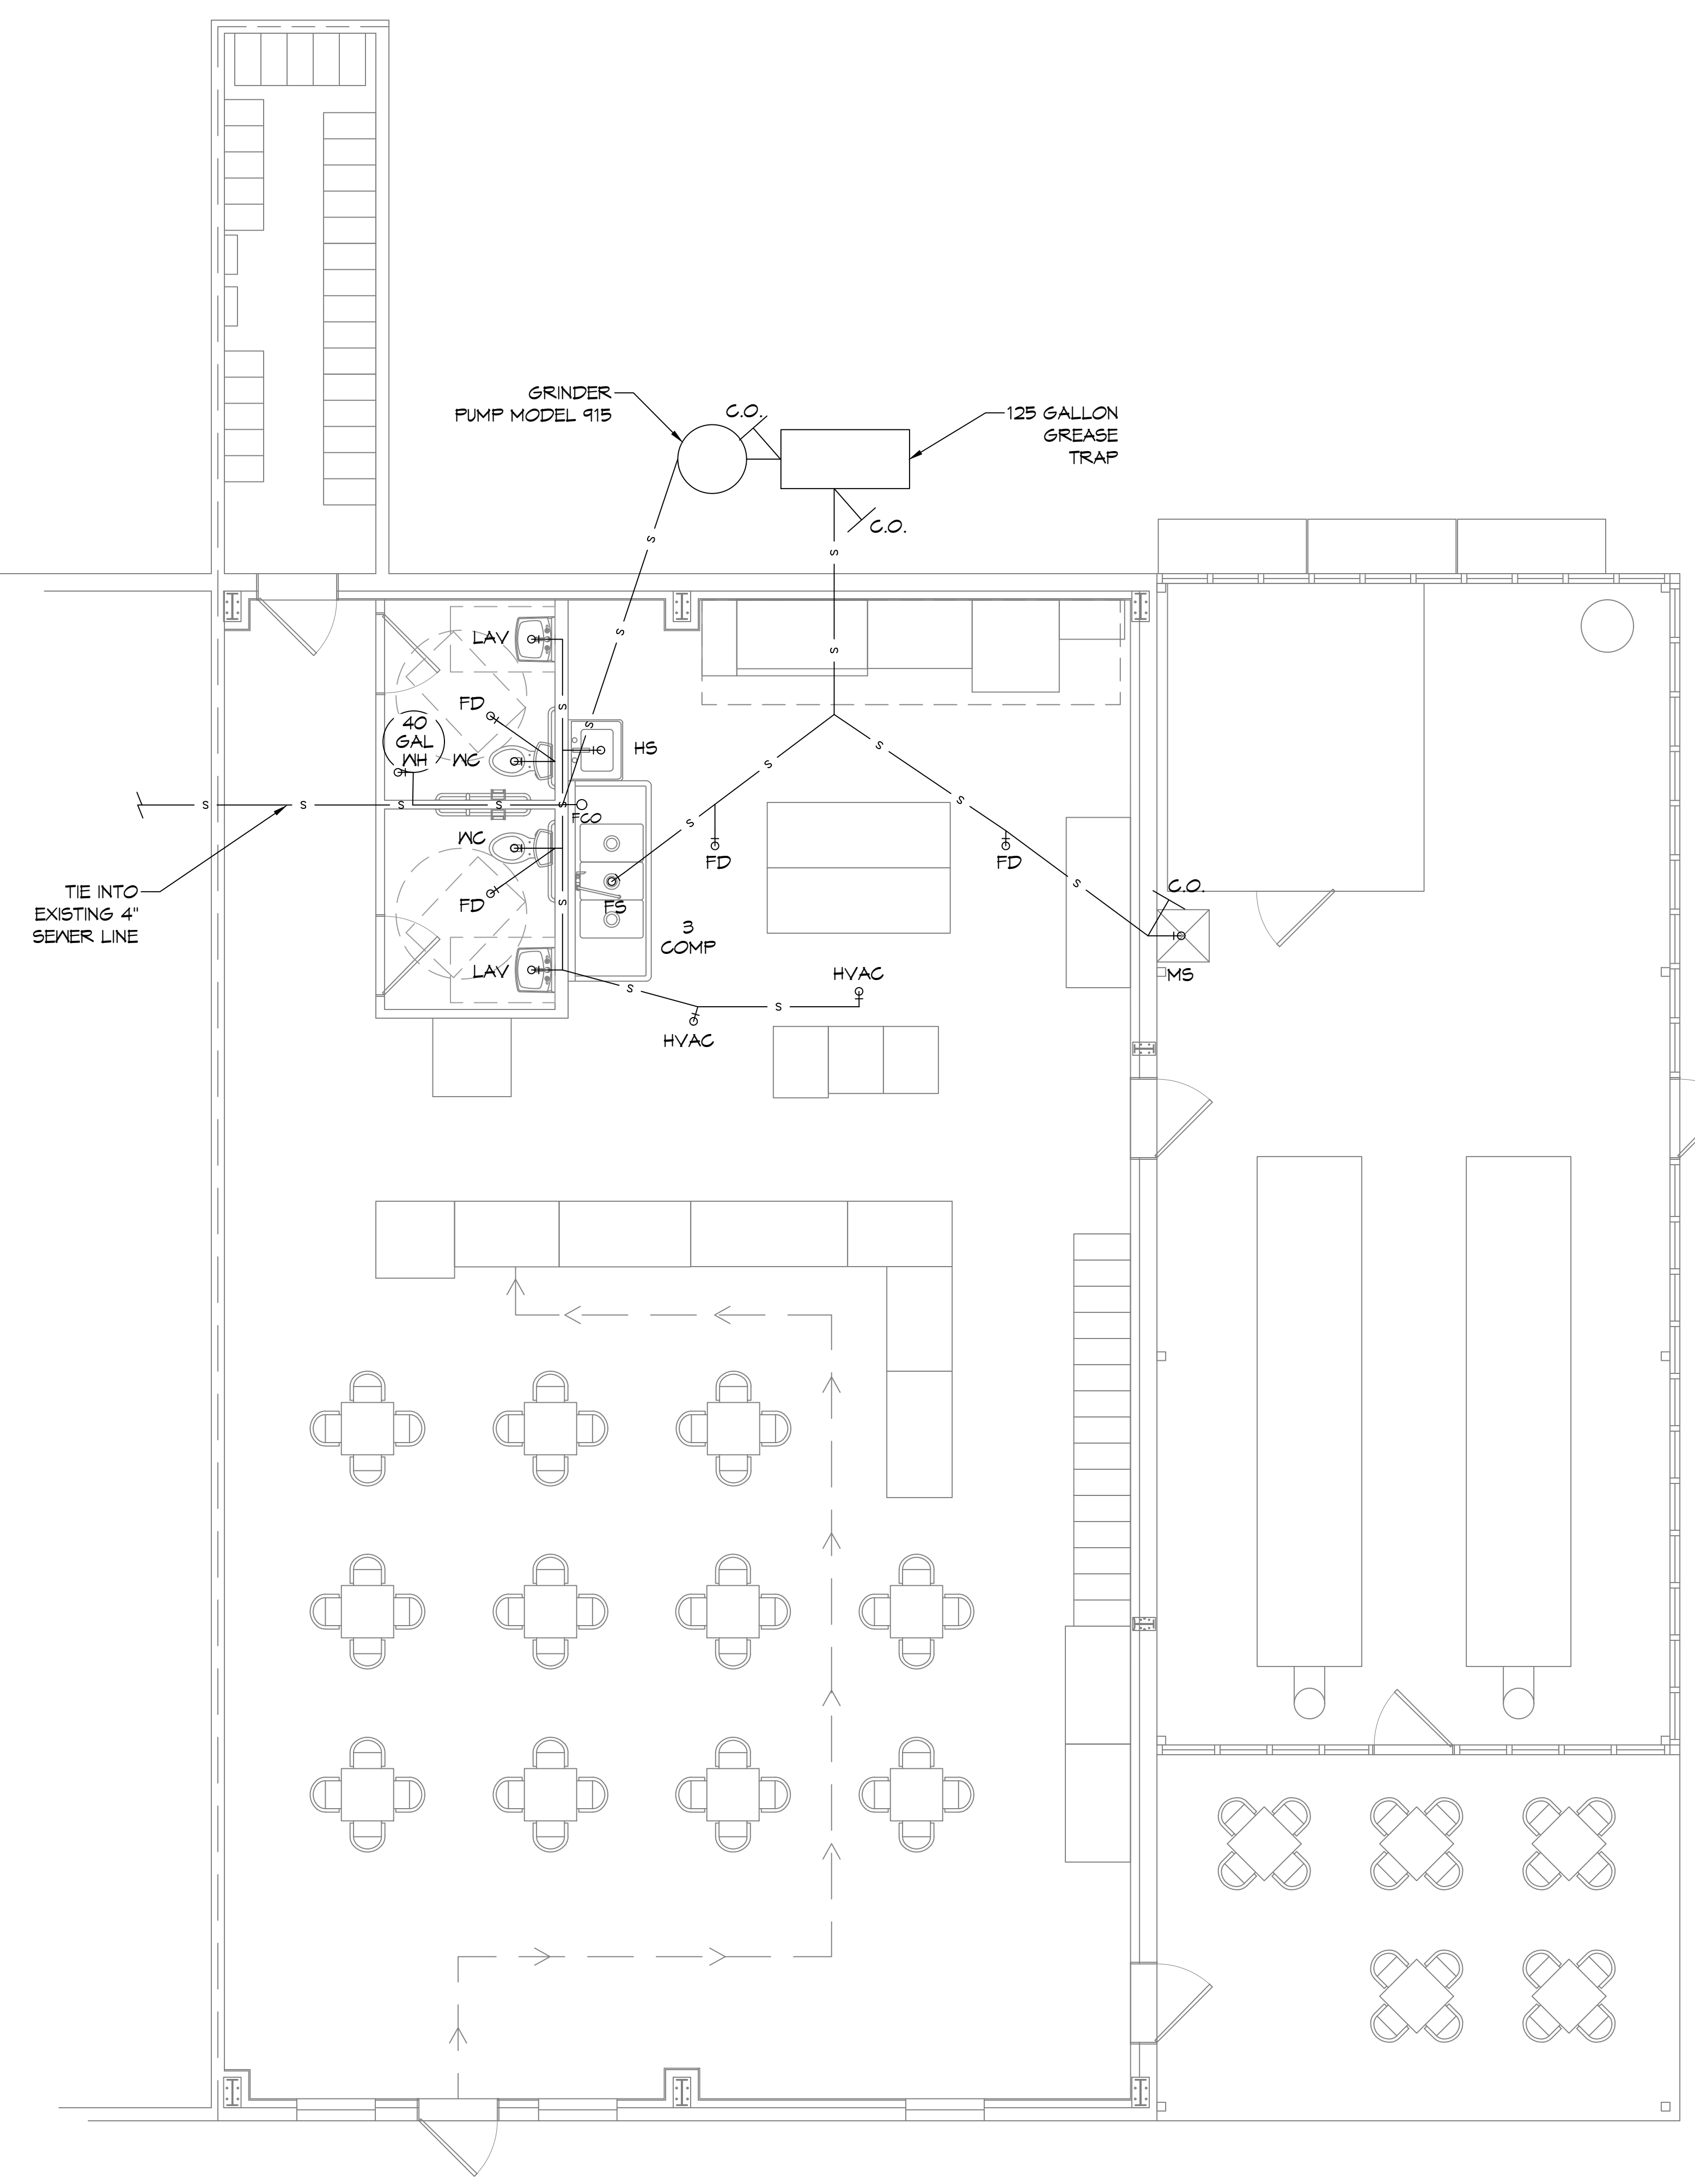 GRINDER
PUMP MODEL 915
C.O.
125 GALLON
GREASE
TRAP
C.O.
S
S
S
S
LAV
FD
S
S
40
GAL
WH
WC
HS
S
S
S
S
S
S
S
S
S
FCO
S
WC
S
FD
FD
TIE INTO
EXISTING 4"
SEWER LINE
FD
S
FS
S
C.O.
3
COMP
LAV
MS
S
HVAC
S
HVAC